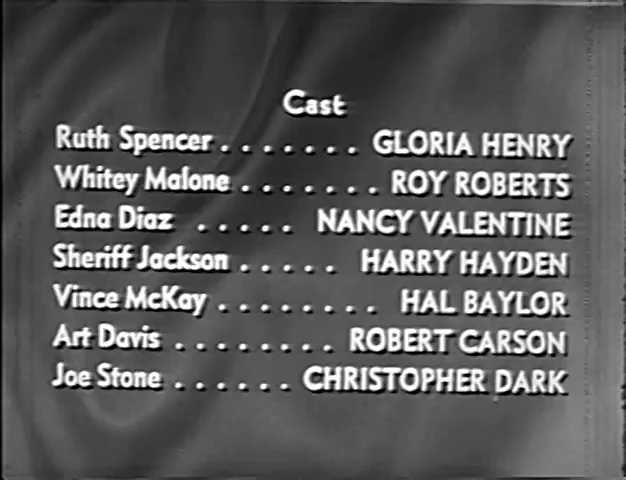 Cast
Ruth Spencer . . . . . . . GLORIA HENRY
Whitey Malone . . . . . . . ROY ROBERTS
Edna Diaz . . . . . NANCY VALENTINE
Sheriff Jackson . . . . . HARRY HAYDEN
Vince McKay . . . . . . . . HAL BAYLOR
Art Davis . . . . . . . . ROBERT CARSON
Joe Stone . . . . . . CHRISTOPHER DARK